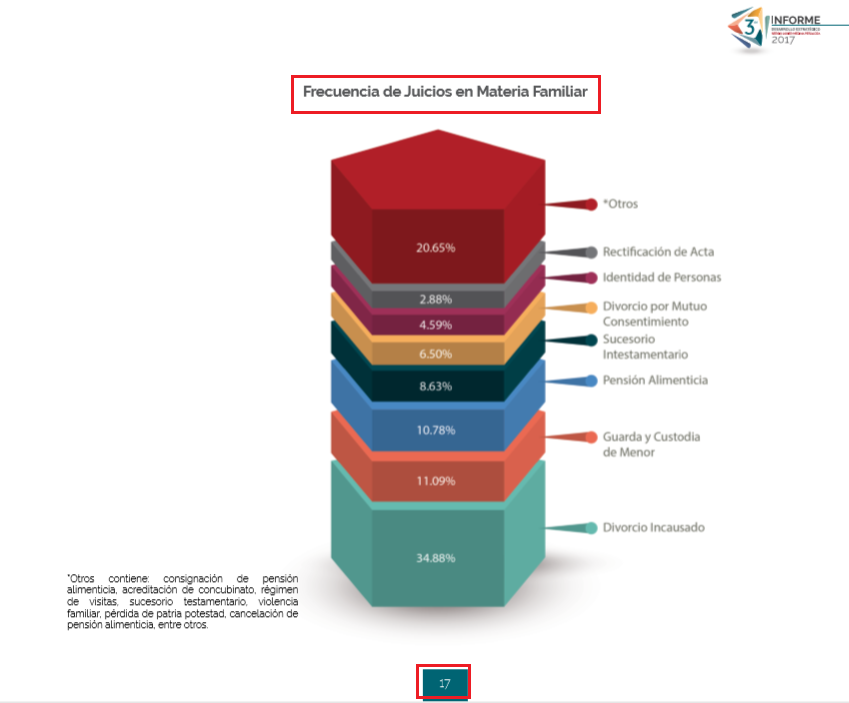 3er INFORME
DESARROLLO ESTRATÉGICO
2017
Frecuencia de Juicios en Materia Familiar
*Otros
20.65%
Rectificación de Acta
2.88%
Identidad de Personas
4.59%
Divorcio por Mutuo
Consentimiento
6.50%
Sucesorio
Intestamentario
8.63%
Pensión Alimenticia
10.78%
Guarda y Custodia
de Menor
11.09%
Divorcio Incausado
34.88%
*Otros contiene: consignación de pensión
alimenticia, acreditación de concubinato, régimen
de visitas, sucesorio testamentario, violencia
familiar, pérdida de patria potestad, cancelación de
pensión alimenticia, entre otros.
17